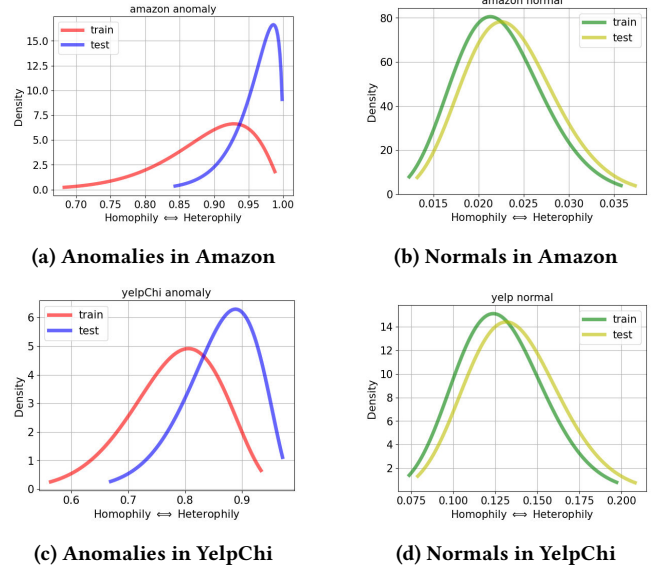 amazon anomaly
train
test
15.0
12.5
10.0
7.5
5.0
2.5
0.0
Density
0.70 0.75 0.80 0.85 0.90 0.95 1.00
Homophily ⟺ Heterophily
(a) Anomalies in Amazon
amazon normal
train
test
80
60
40
20
0
Density
0.015 0.020 0.025 0.030 0.035
Homophily ⟺ Heterophily
(b) Normals in Amazon
yelpChi anomaly
train
test
6
5
4
3
2
1
0
Density
0.6 0.7 0.8 0.9
Homophily ⟺ Heterophily
(c) Anomalies in YelpChi
yelp normal
train
test
14
12
10
8
6
4
2
Density
0.075 0.100 0.125 0.150 0.175 0.200
Homophily ⟺ Heterophily
(d) Normals in YelpChi